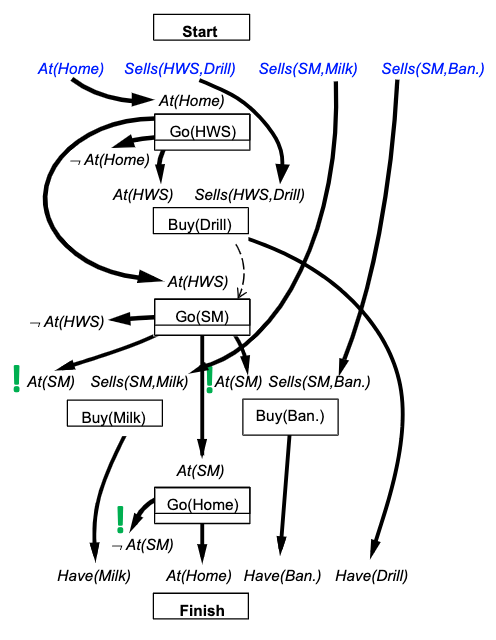 Start
At(Home) Sells(HWS,Drill) Sells(SM,Milk) Sells(SM,Ban.)
At(Home)
Go(HWS)
¬ At(Home)
At(HWS) Sells(HWS,Drill)
Buy(Drill)
At(HWS)
Go(SM)
¬ At(HWS)
! At(SM) Sells(SM,Milk) ! At(SM) Sells(SM,Ban.)
Buy(Milk) Buy(Ban.)
At(SM)
Go(Home)
!
¬ At(SM)
Have(Milk) At(Home) Have(Ban.) Have(Drill)
Finish